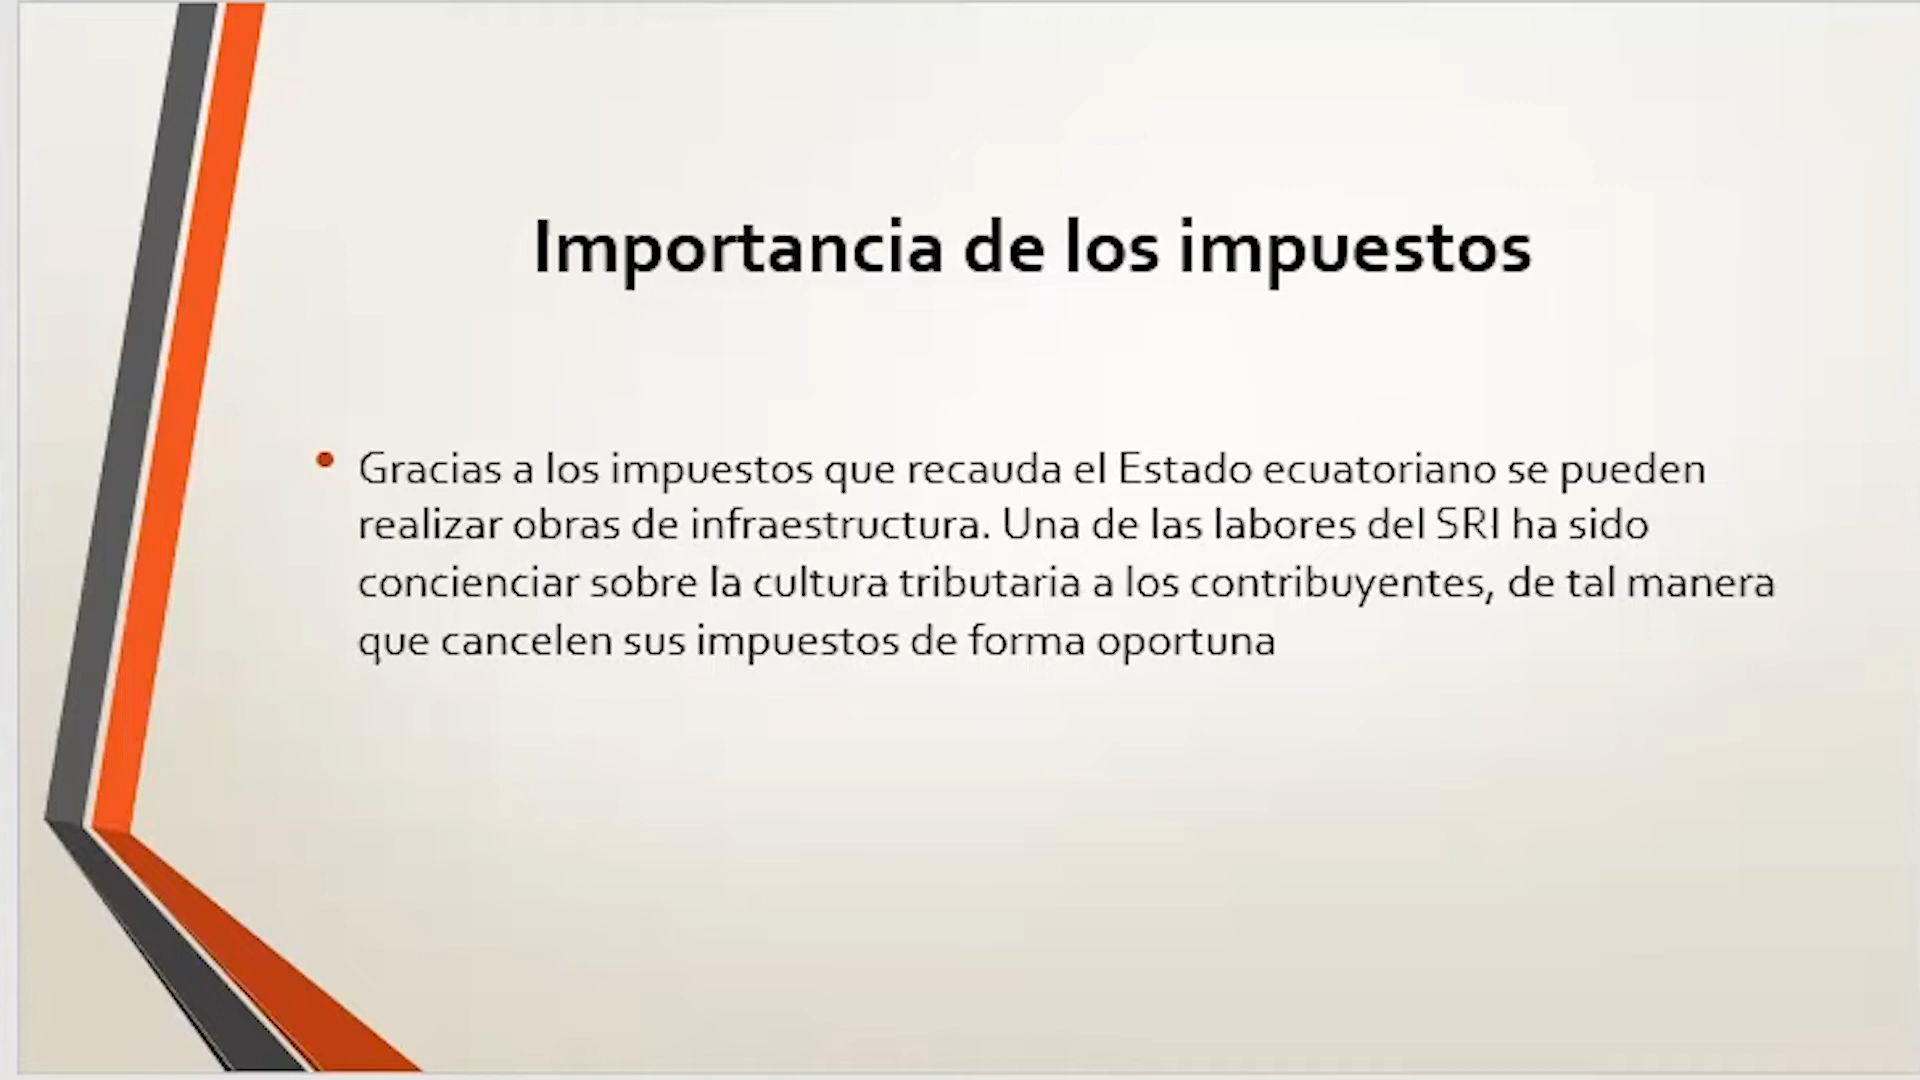 Importancia de los impuestos
• Gracias a los impuestos que recauda el Estado ecuatoriano se pueden
realizar obras de infraestructura. Una de las labores del SRI ha sido
concienciar sobre la cultura tributaria a los contribuyentes, de tal manera
que cancelen sus impuestos de forma oportuna